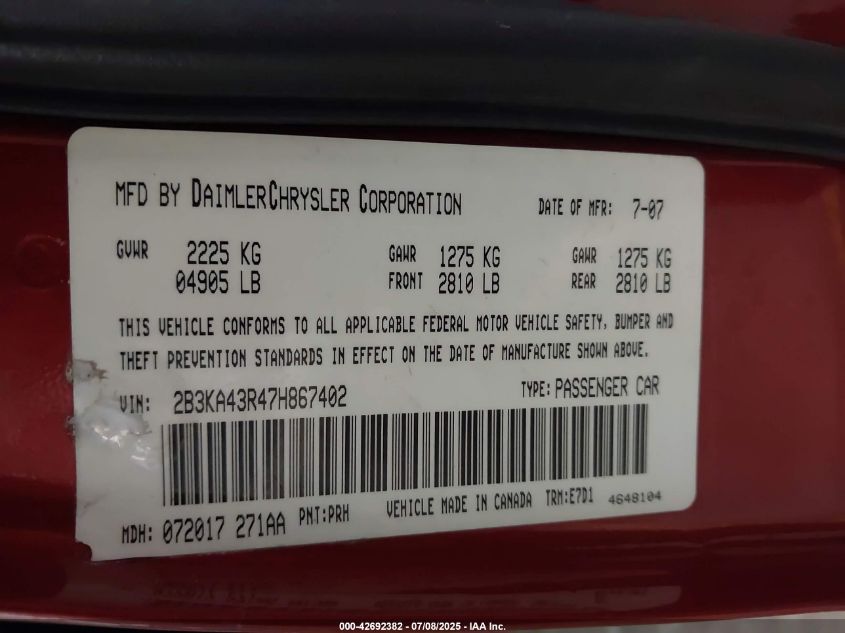 MFD BY DAIMLERCHRYSLER CORPORATION DATE OF MFR: 7-07
GVWR 2225 KG GAWR 1275 KG GAWR 1275 KG
04905 LB FRONT 2810 LB REAR 2810 LB
THIS VEHICLE CONFORMS TO ALL APPLICABLE FEDERAL MOTOR VEHICLE SAFETY, BUMPER AND
THEFT PREVENTION STANDARDS IN EFFECT ON THE DATE OF MANUFACTURE SHOWN ABOVE.
VIN: 2B3KA43R47H867402 TYPE: PASSENGER CAR
MDH: 072017 271AA PNT:PRH VEHICLE MADE IN CANADA TRM:E7D1 4648104
000-42692382 - 07/08/2025 - IAA Inc.